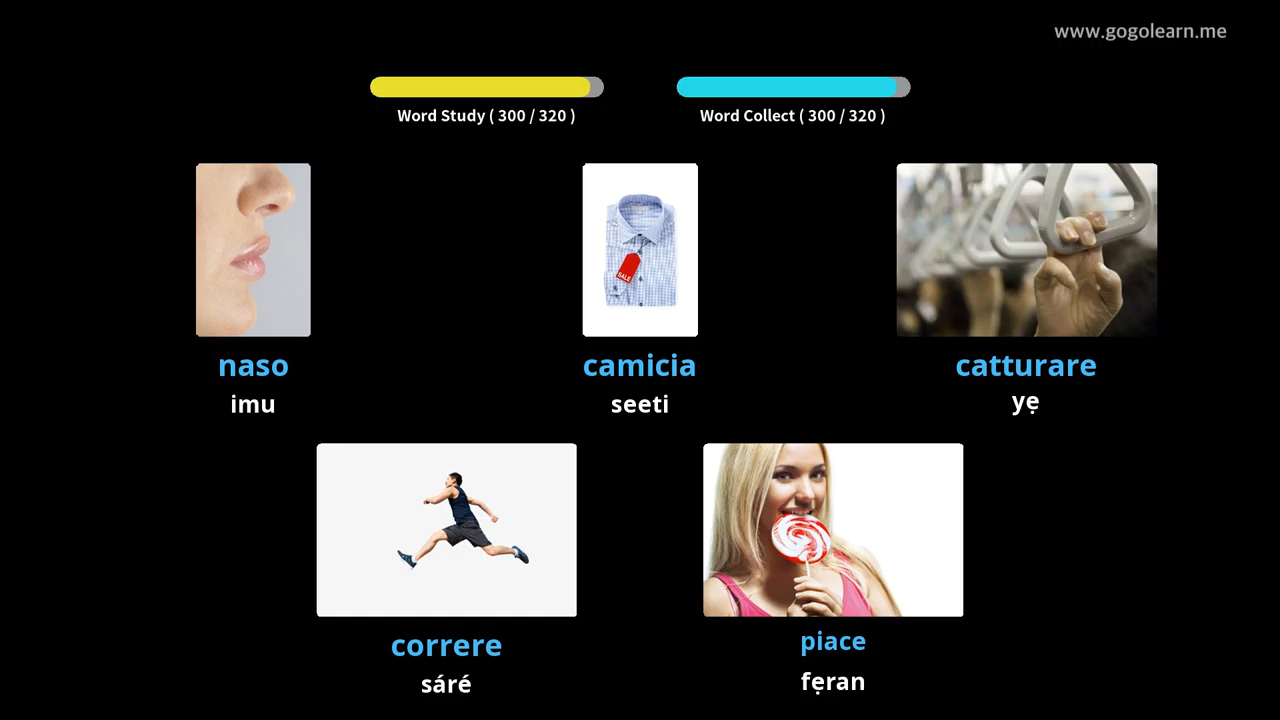 www.gogolearn.me
Word Study ( 300 / 320 )
Word Collect ( 300 / 320 )
SALE
naso
camicia
catturare
imu
seeti
yẹ
correre
piace
sáré
fẹran